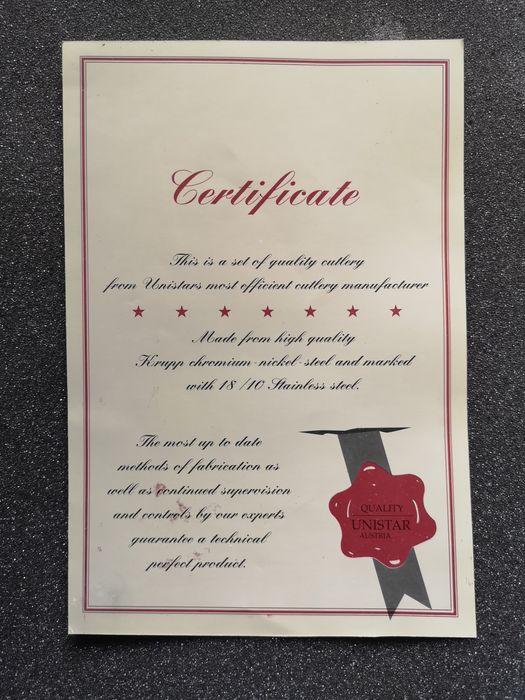 Certificate
This is a set of quality cutlery
from Unistars most efficient cutlery manufacturer
Made from high quality
Krupp chromium-nickel-steel and marked
with 18/10 Stainless steel.
The most up to date
methods of fabrication as
well as continued supervision
and controls by our experts
guarantee a technical
perfect product.
QUALITY
UNISTAR
AUSTRIA